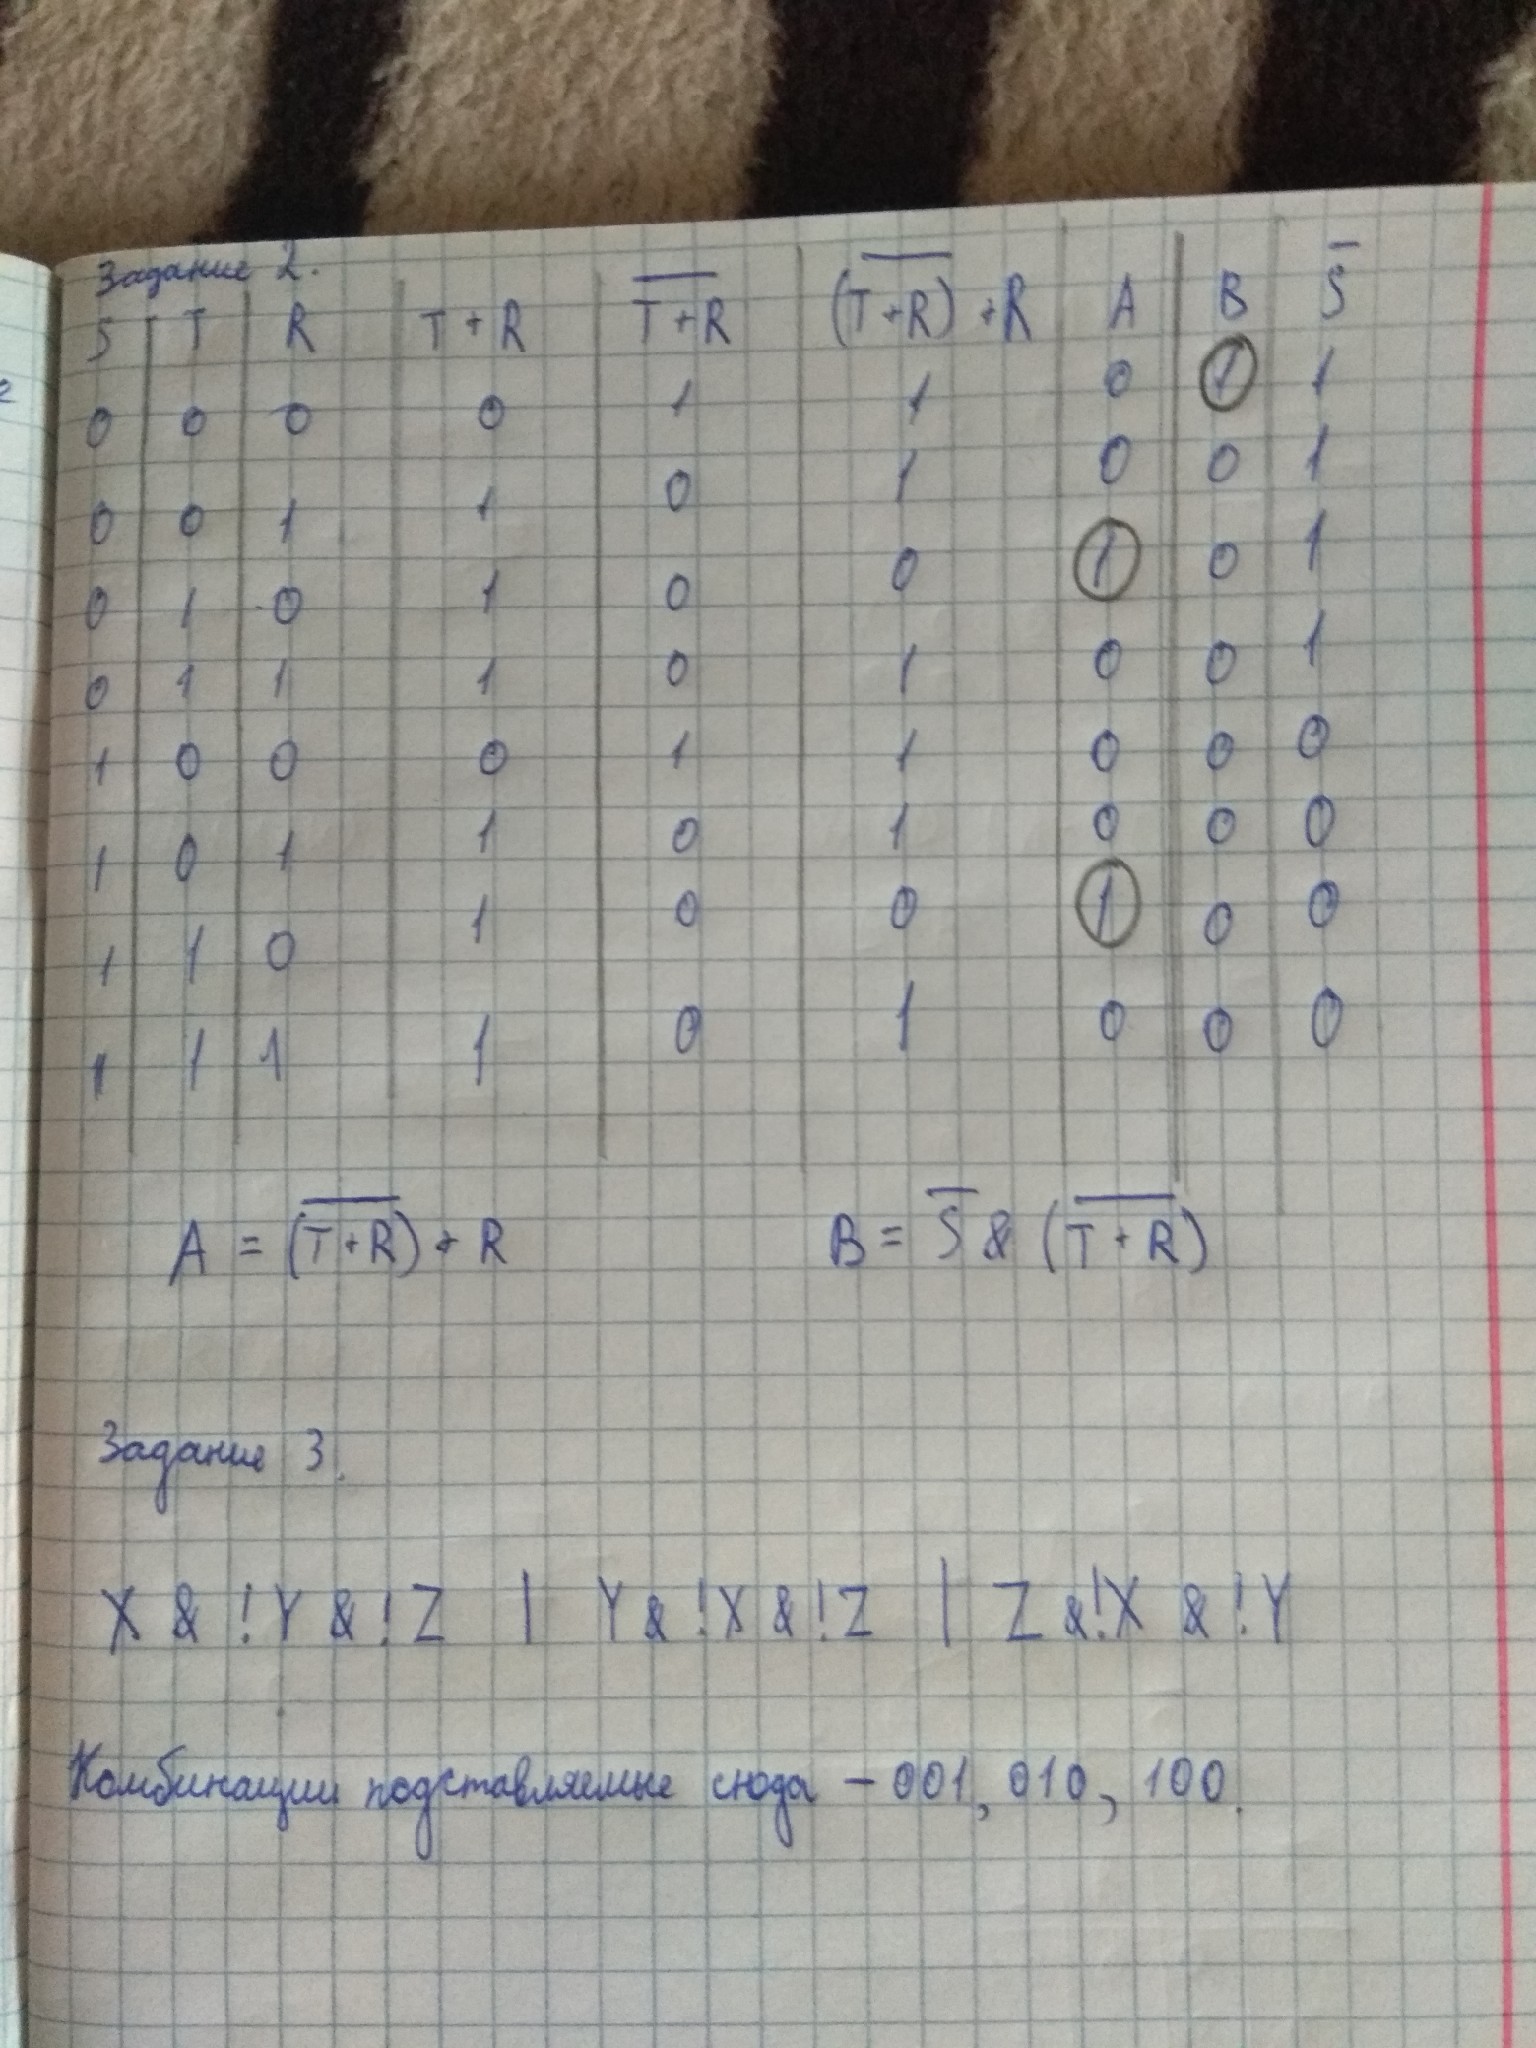 Задание 2.
S T R T+R \overline{T+R} (\overline{T+R})+R A B \overline{S}
0 0 0 0 1 1 0 1 1
0 0 1 1 0 1 0 0 1
0 1 0 1 0 0 1 0 1
0 1 1 1 0 1 0 0 1
1 0 0 0 1 1 0 0 0
1 0 1 1 0 1 0 0 0
1 1 0 1 0 0 1 0 0
1 1 1 1 0 1 0 0 0
A = (\overline{T+R})+R B = \overline{S} & (\overline{T+R})
Задание 3.
X & !Y & !Z | Y & !X & !Z | Z & !X & !Y
Комбинации подставляемые сюда – 001, 010, 100.